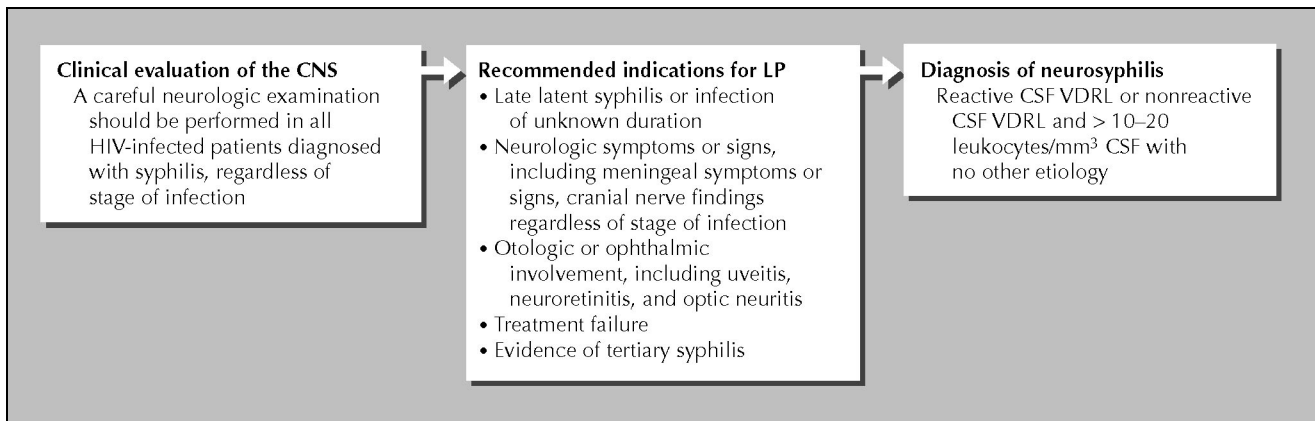 Clinical evaluation of the CNS
A careful neurologic examination
should be performed in all
HIV-infected patients diagnosed
with syphilis, regardless of
stage of infection
Recommended indications for LP
• Late latent syphilis or infection
of unknown duration
• Neurologic symptoms or signs,
including meningeal symptoms or
signs, cranial nerve findings
regardless of stage of infection
• Otologic or ophthalmic
involvement, including uveitis,
neuroretinitis, and optic neuritis
• Treatment failure
• Evidence of tertiary syphilis
Diagnosis of neurosyphilis
Reactive CSF VDRL or nonreactive
CSF VDRL and > 10–20
leukocytes/mm³ CSF with
no other etiology